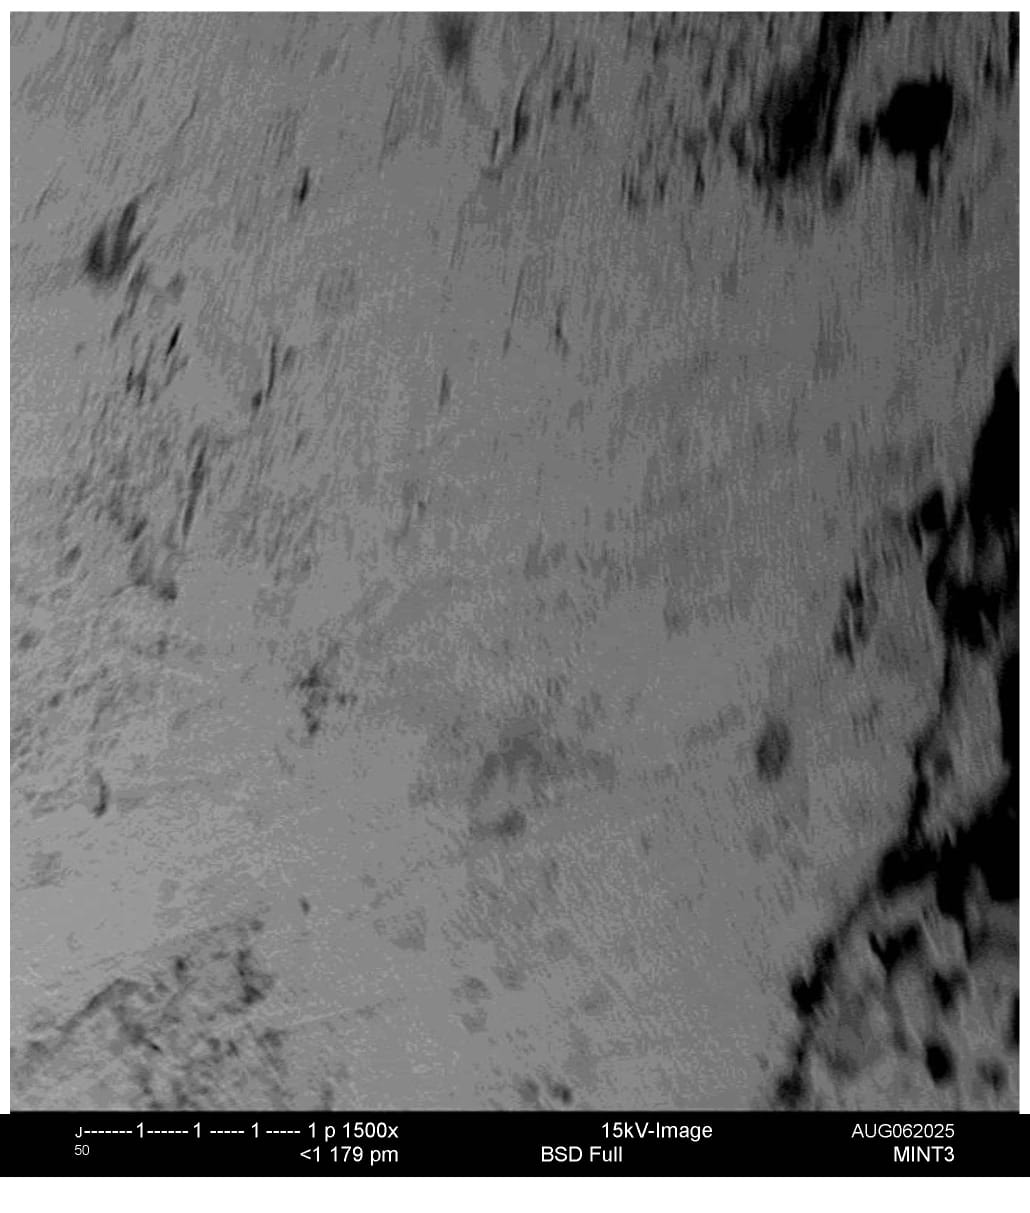 J-------1------1 ----- 1 ----- 1 p 1500x 15kV-Image AUG062025
50 <1 179 pm BSD Full MINT3